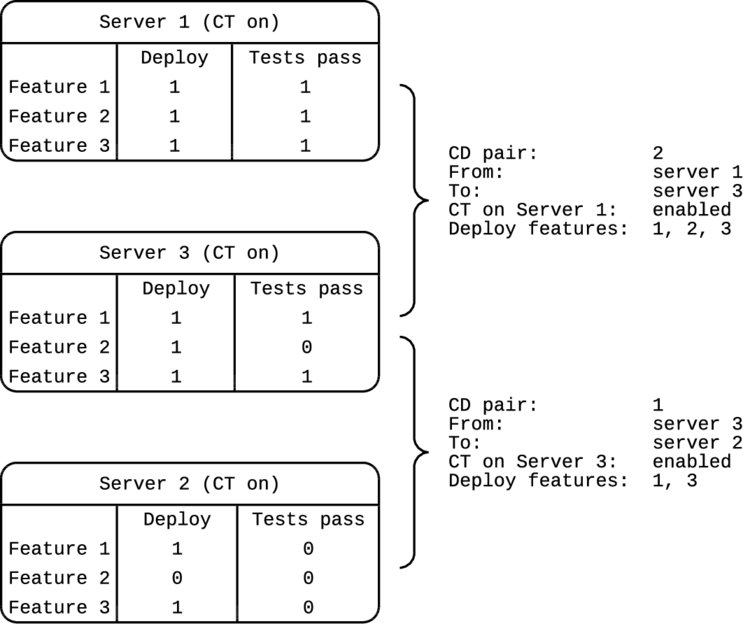 Server 1 (CT on)
Deploy Tests pass
Feature 1 1 1
Feature 2 1 1
Feature 3 1 1
CD pair: 2
From: server 1
To: server 3
CT on Server 1: enabled
Deploy features: 1, 2, 3
Server 3 (CT on)
Deploy Tests pass
Feature 1 1 1
Feature 2 1 0
Feature 3 1 1
CD pair: 1
From: server 3
To: server 2
CT on Server 3: enabled
Deploy features: 1, 3
Server 2 (CT on)
Deploy Tests pass
Feature 1 1 0
Feature 2 0 0
Feature 3 1 0